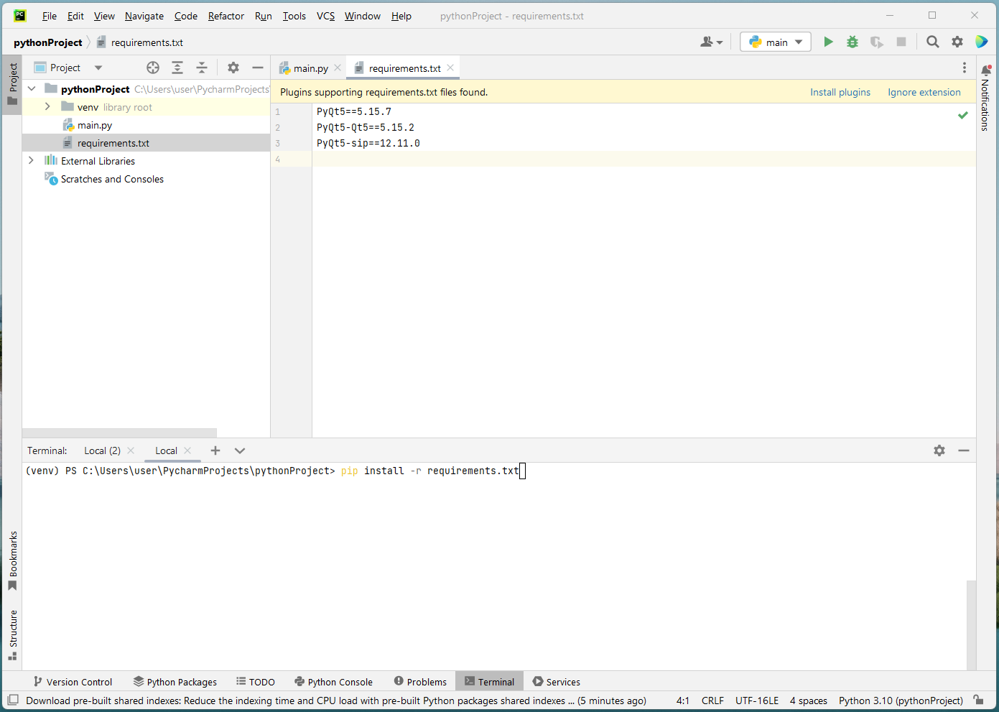 PC
File Edit View Navigate Code Refactor Run Tools VCS Window Help pythonProject - requirements.txt
pythonProject requirements.txt main
Project
Project
main.py requirements.txt
pythonProject C:\Users\user\PycharmProjects\
venv library root
main.py
requirements.txt
External Libraries
Scratches and Consoles
Plugins supporting requirements.txt files found. Install plugins Ignore extension
1 PyQt5==5.15.7
2 PyQt5-Qt5==5.15.2
3 PyQt5-sip==12.11.0
4
Notifications
Terminal: Local (2) Local
(venv) PS C:\Users\user\PycharmProjects\pythonProject> pip install -r requirements.txt
Bookmarks
Structure
Version Control Python Packages TODO Python Console Problems Terminal Services
Download pre-built shared indexes: Reduce the indexing time and CPU load with pre-built Python packages shared indexes ... (5 minutes ago) 4:1 CRLF UTF-16LE 4 spaces Python 3.10 (pythonProject)